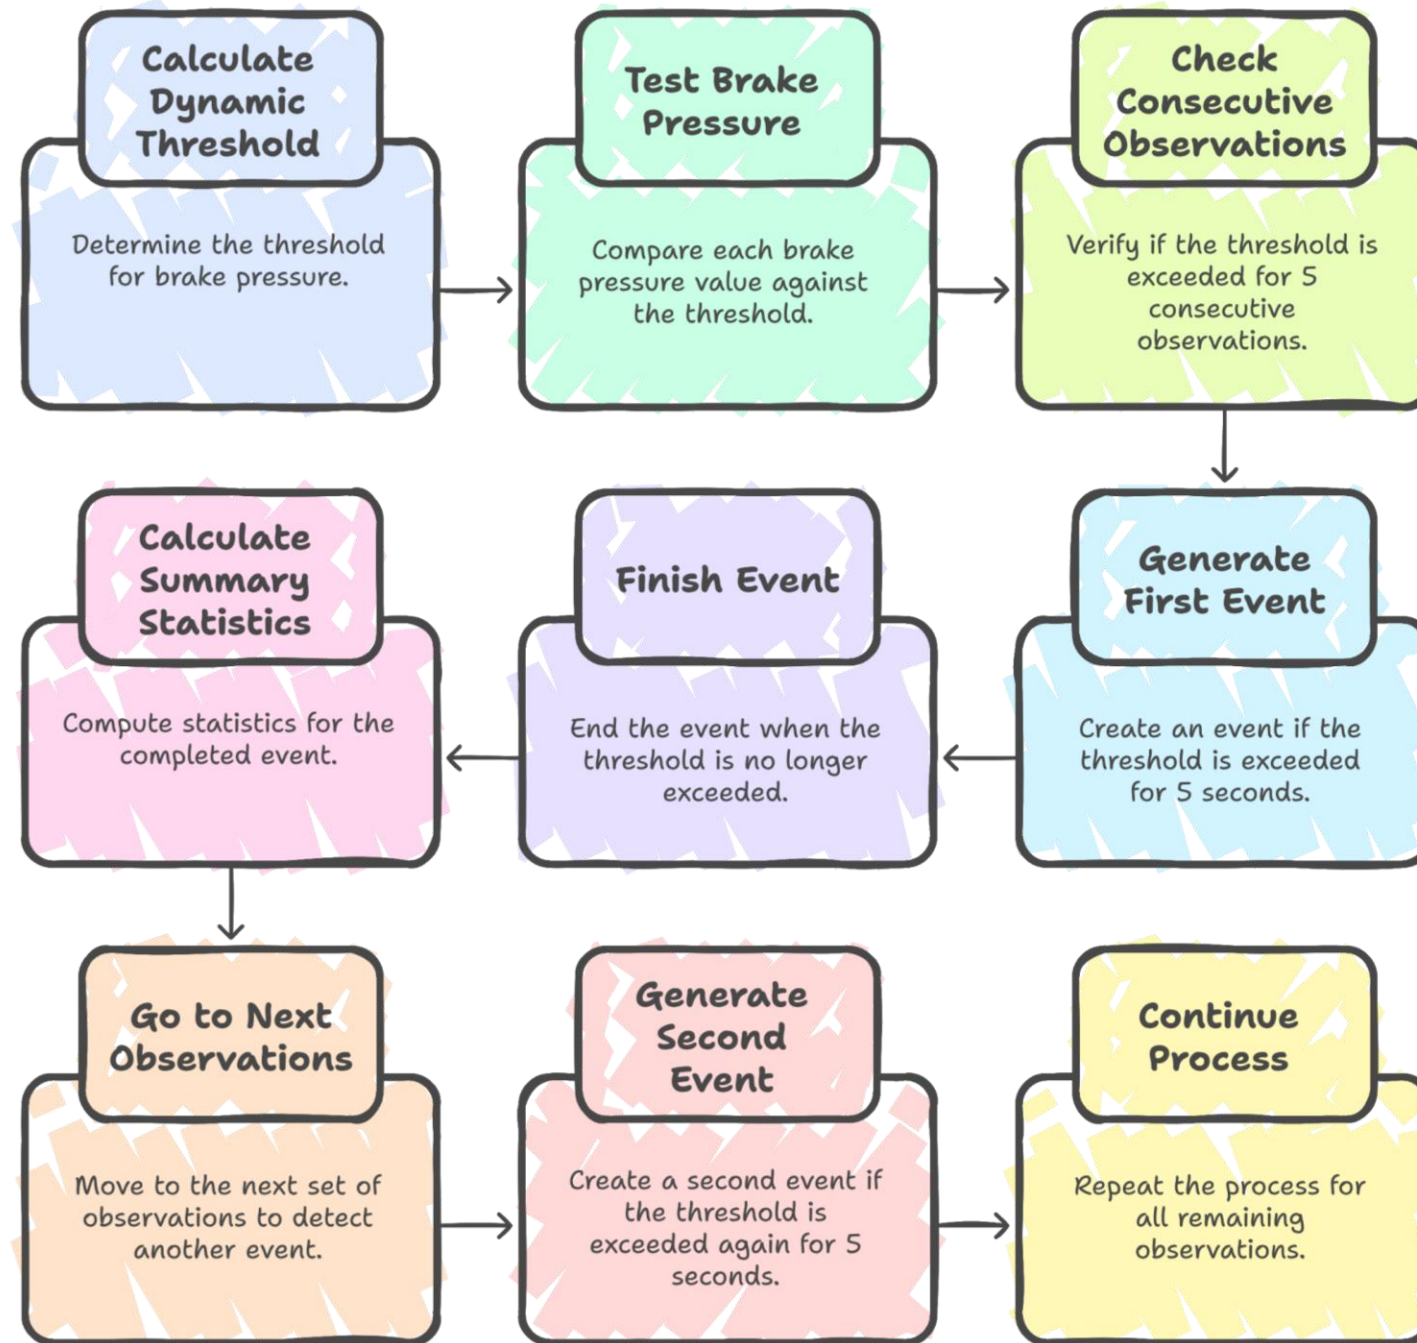 Calculate
Dynamic
Threshold
Determine the threshold
for brake pressure.
Test Brake
Pressure
Compare each brake
pressure value against
the threshold.
Check
Consecutive
Observations
Verify if the threshold is
exceeded for 5
consecutive
observations.
Generate
First Event
Create an event if the
threshold is exceeded
for 5 seconds.
Finish Event
End the event when the
threshold is no longer
exceeded.
Calculate
Summary
Statistics
Compute statistics for the
completed event.
Go to Next
Observations
Move to the next set of
observations to detect
another event.
Generate
Second
Event
Create a second event if
the threshold is
exceeded again for 5
seconds.
Continue
Process
Repeat the process for
all remaining
observations.